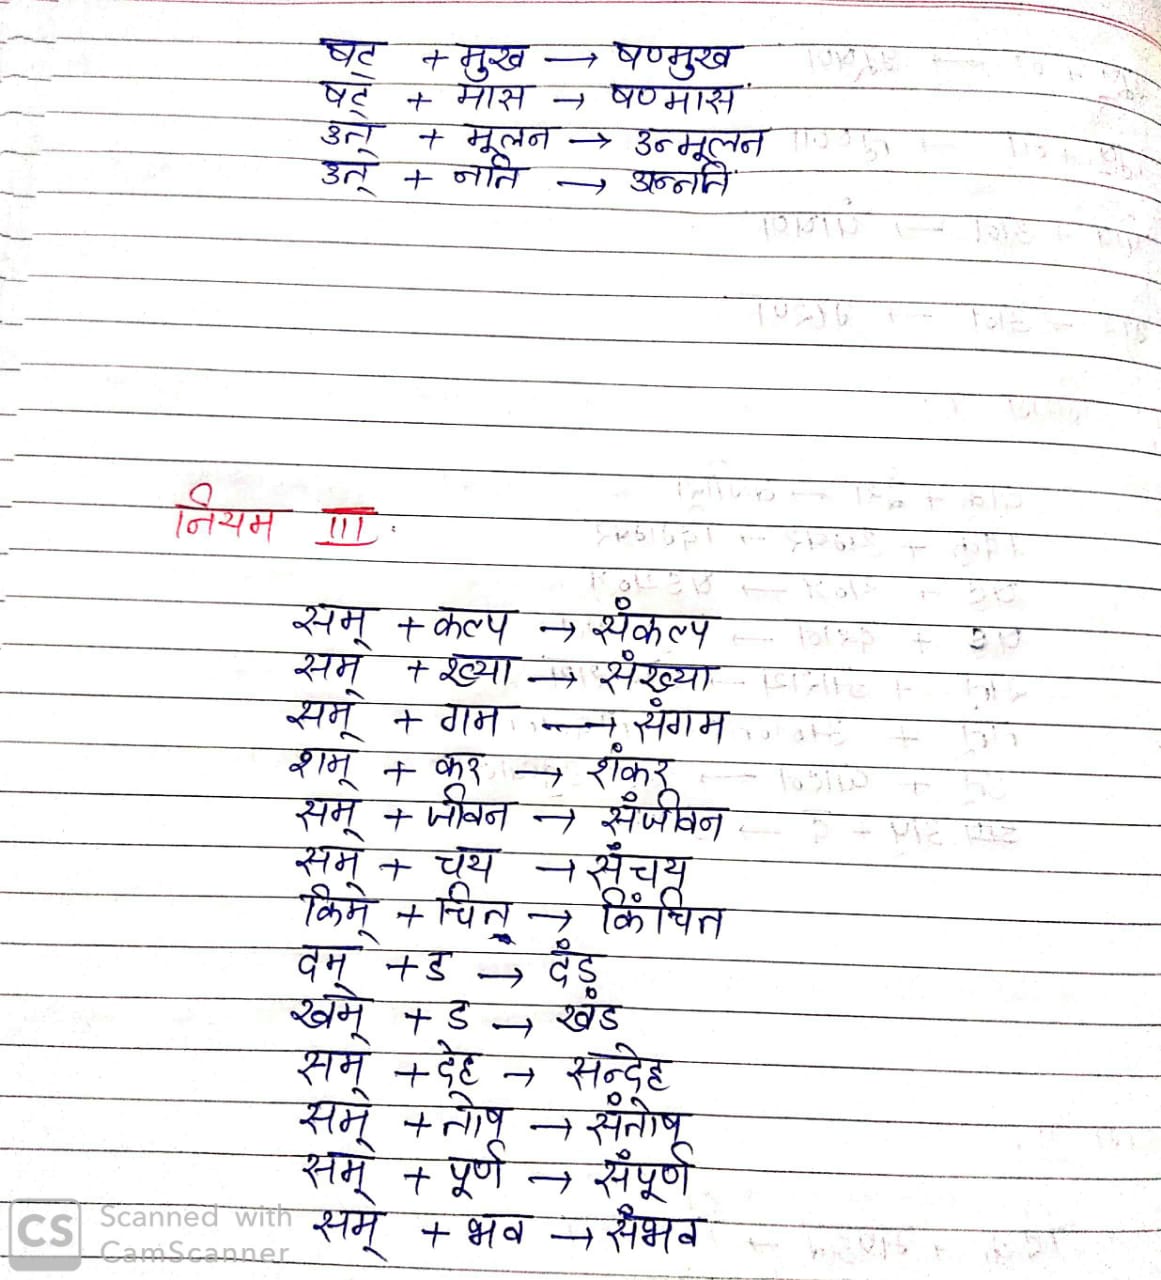 षट् + मुख → षण्मुख
षट् + मास → षण्मास
उत् + मूलन → उन्मूलन
उत् + नति → उन्नति
नियम III
सम् + कल्प → संकल्प
सम् + ख्या → संख्या
सम् + गम → संगम
शम् + कर → शंकर
सम् + जीवन → संजीवन
सम् + चय → संचय
किम् + चित् → किंचित
दम् + ड → दंड
खम् + ड → खंड
सम् + देह → सन्देह
सम् + तोष → संतोष
सम् + पूर्ण → संपूर्ण
सम् + भव → संभव
CS Scanned with
CamScanner